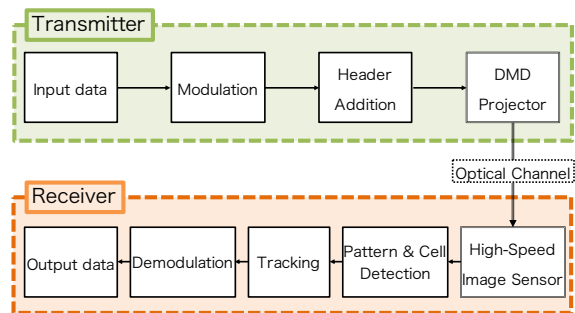 Transmitter
Input data
Modulation
Header
Addition
DMD
Projector
Optical Channel
Receiver
Output data
Demodulation
Tracking
Pattern & Cell
Detection
High-Speed
Image Sensor